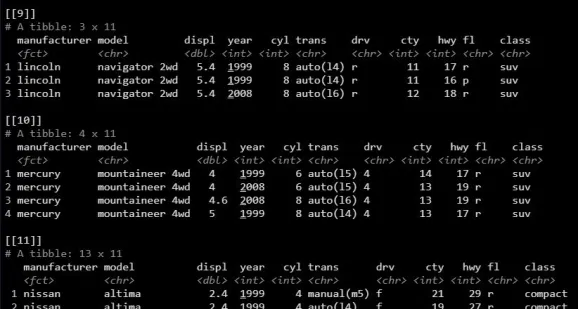 [[9]]
# A tibble: 3 x 11
  manufacturer model         displ  year   cyl trans    drv     cty   hwy fl    class
  <fct>        <chr>         <dbl> <int> <int> <chr>    <chr> <int> <int> <chr> <chr>
1 lincoln      navigator 2wd   5.4  1999     8 auto(l4) r        11    17 r     suv
2 lincoln      navigator 2wd   5.4  1999     8 auto(l4) r        11    16 p     suv
3 lincoln      navigator 2wd   5.4  2008     8 auto(l6) r        12    18 r     suv
[[10]]
# A tibble: 4 x 11
  manufacturer model           displ  year   cyl trans    drv     cty   hwy fl    class
  <fct>        <chr>           <dbl> <int> <int> <chr>    <chr> <int> <int> <chr> <chr>
1 mercury      mountaineer 4wd   4    1999     6 auto(l5) 4        14    17 r     suv
2 mercury      mountaineer 4wd   4    2008     6 auto(l5) 4        13    19 r     suv
3 mercury      mountaineer 4wd   4.6  2008     8 auto(l6) 4        13    19 r     suv
4 mercury      mountaineer 4wd   5    1999     8 auto(l4) 4        13    17 r     suv
[[11]]
# A tibble: 13 x 11
   manufacturer model  displ  year   cyl trans      drv     cty   hwy fl    class
   <fct>        <chr>  <dbl> <int> <int> <chr>      <chr> <int> <int> <chr> <chr>
 1 nissan       altima   2.4  1999     4 manual(m5) f        21    29 r     compact
 2 nissan       altima   2.4  1999     4 auto(l4)   f        19    27 r     compact